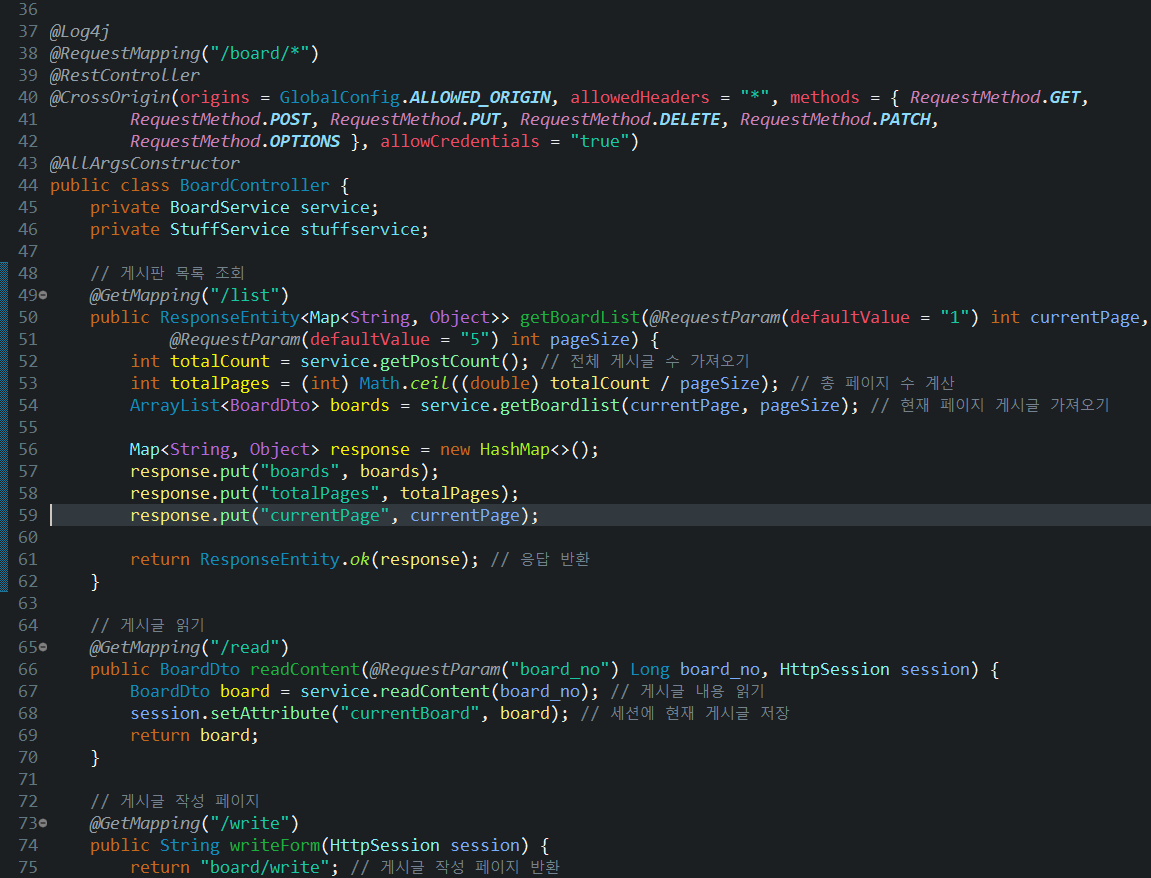 36
37 @Log4j
38 @RequestMapping("/board/*")
39 @RestController
40 @CrossOrigin(origins = GlobalConfig.ALLOWED_ORIGIN, allowedHeaders = "*", methods = { RequestMethod.GET,
41         RequestMethod.POST, RequestMethod.PUT, RequestMethod.DELETE, RequestMethod.PATCH,
42         RequestMethod.OPTIONS }, allowCredentials = "true")
43 @AllArgsConstructor
44 public class BoardController {
45     private BoardService service;
46     private StuffService stuffservice;
47
48     // 게시판 목록 조회
49     @GetMapping("/list")
50     public ResponseEntity<Map<String, Object>> getBoardList(@RequestParam(defaultValue = "1") int currentPage,
51             @RequestParam(defaultValue = "5") int pageSize) {
52         int totalCount = service.getPostCount(); // 전체 게시글 수 가져오기
53         int totalPages = (int) Math.ceil((double) totalCount / pageSize); // 총 페이지 수 계산
54         ArrayList<BoardDto> boards = service.getBoardlist(currentPage, pageSize); // 현재 페이지 게시글 가져오기
55
56         Map<String, Object> response = new HashMap<>();
57         response.put("boards", boards);
58         response.put("totalPages", totalPages);
59         response.put("currentPage", currentPage);
60
61         return ResponseEntity.ok(response); // 응답 반환
62     }
63
64     // 게시글 읽기
65     @GetMapping("/read")
66     public BoardDto readContent(@RequestParam("board_no") Long board_no, HttpSession session) {
67         BoardDto board = service.readContent(board_no); // 게시글 내용 읽기
68         session.setAttribute("currentBoard", board); // 세션에 현재 게시글 저장
69         return board;
70     }
71
72     // 게시글 작성 페이지
73     @GetMapping("/write")
74     public String writeForm(HttpSession session) {
75         return "board/write"; // 게시글 작성 페이지 반환